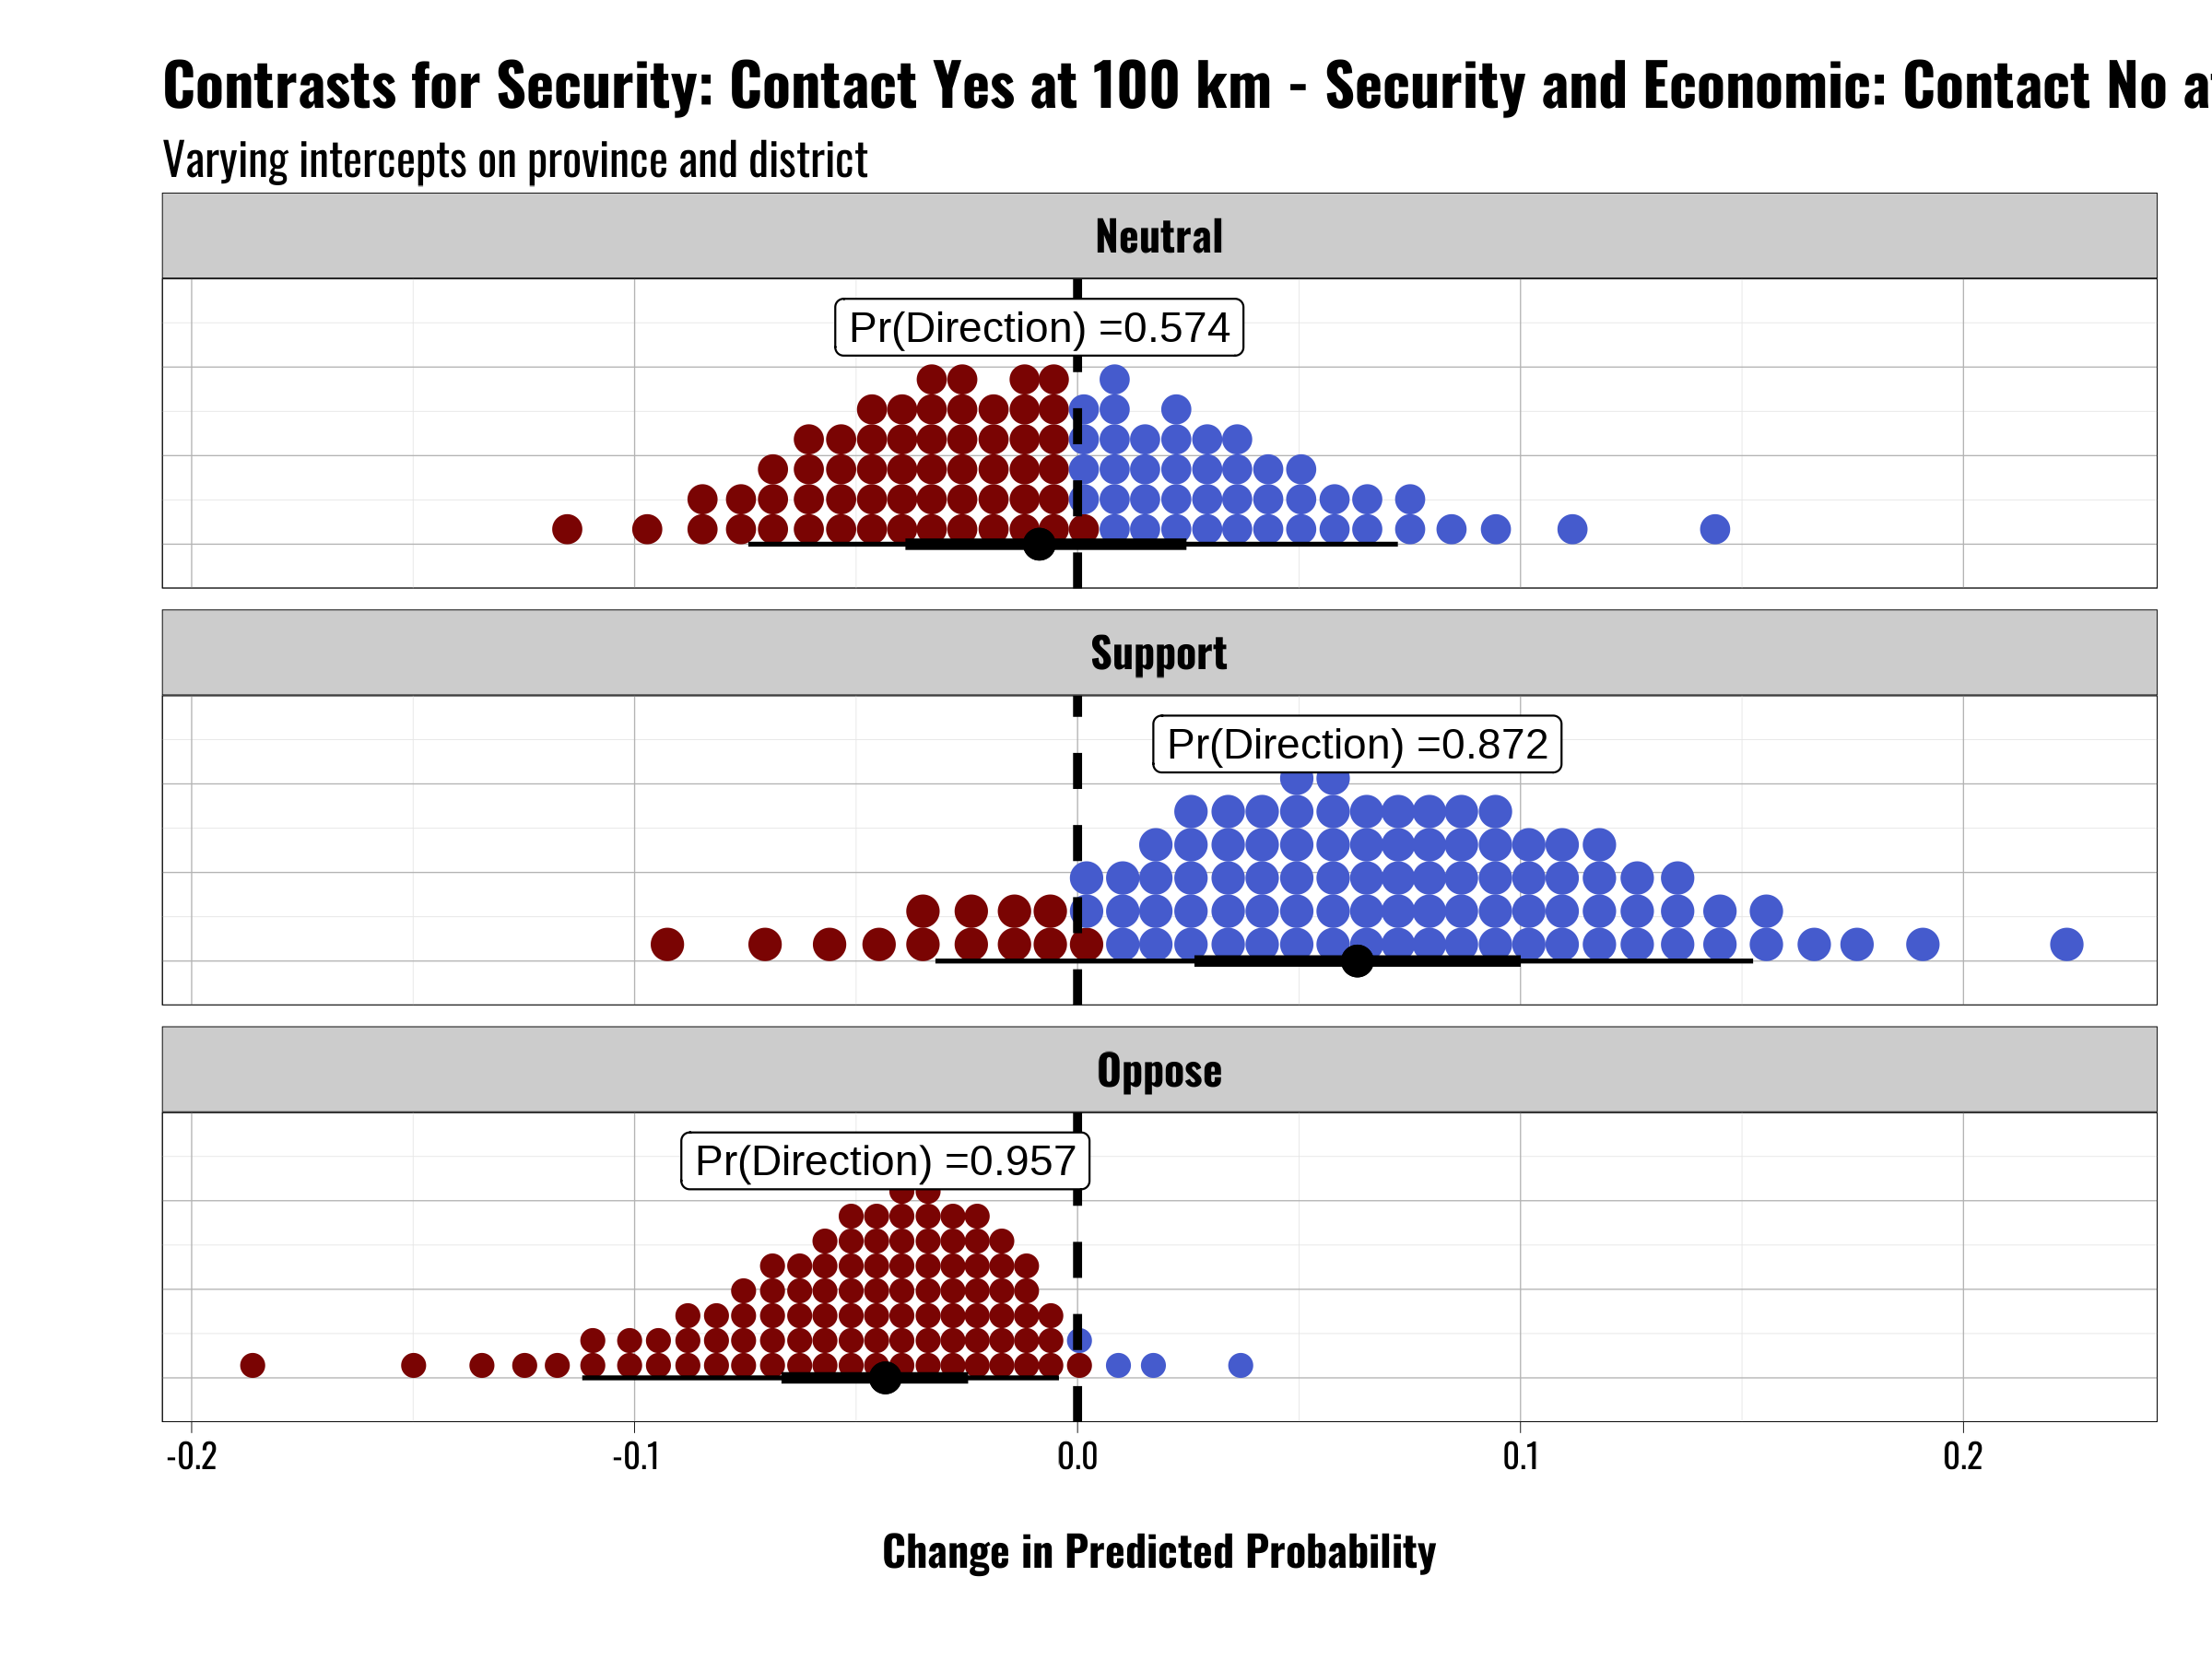 Contrasts for Security: Contact Yes at 100 km - Security and Economic: Contact No
Varying intercepts on province and district
Neutral
Pr(Direction) =0.574
Support
Pr(Direction) =0.872
Oppose
Pr(Direction) =0.957
-0.2 -0.1 0.0 0.1 0.2
Change in Predicted Probability